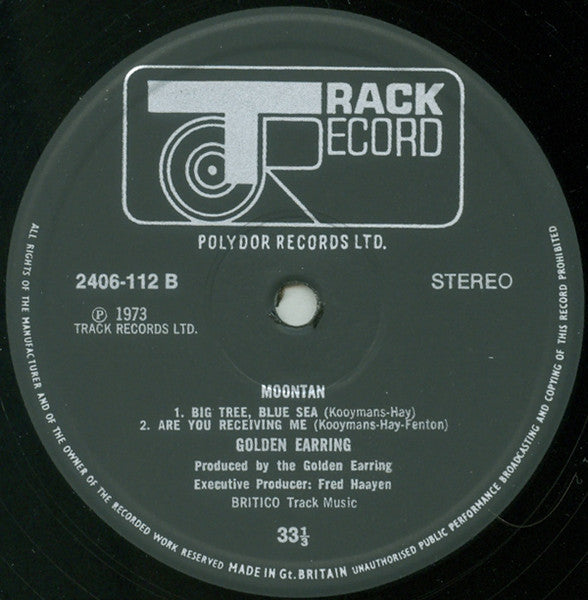 TRACK
RECORD
POLYDOR RECORDS LTD.
2406-112 B
STEREO
Ⓟ 1973
TRACK RECORDS LTD.
MOONTAN
1. BIG TREE, BLUE SEA (Kooymans-Hay)
2. ARE YOU RECEIVING ME (Kooymans-Hay-Fenton)
GOLDEN EARRING
Produced by the Golden Earring
Executive Producer: Fred Haayen
BRITICO Track Music
33⅓
ALL RIGHTS OF THE MANUFACTURER AND OF THE OWNER OF THE RECORDED WORK RESERVED MADE IN Gt. BRITAIN UNAUTHORISED PUBLIC PERFORMANCE BROADCASTING AND COPYING OF THIS RECORD PROHIBITED